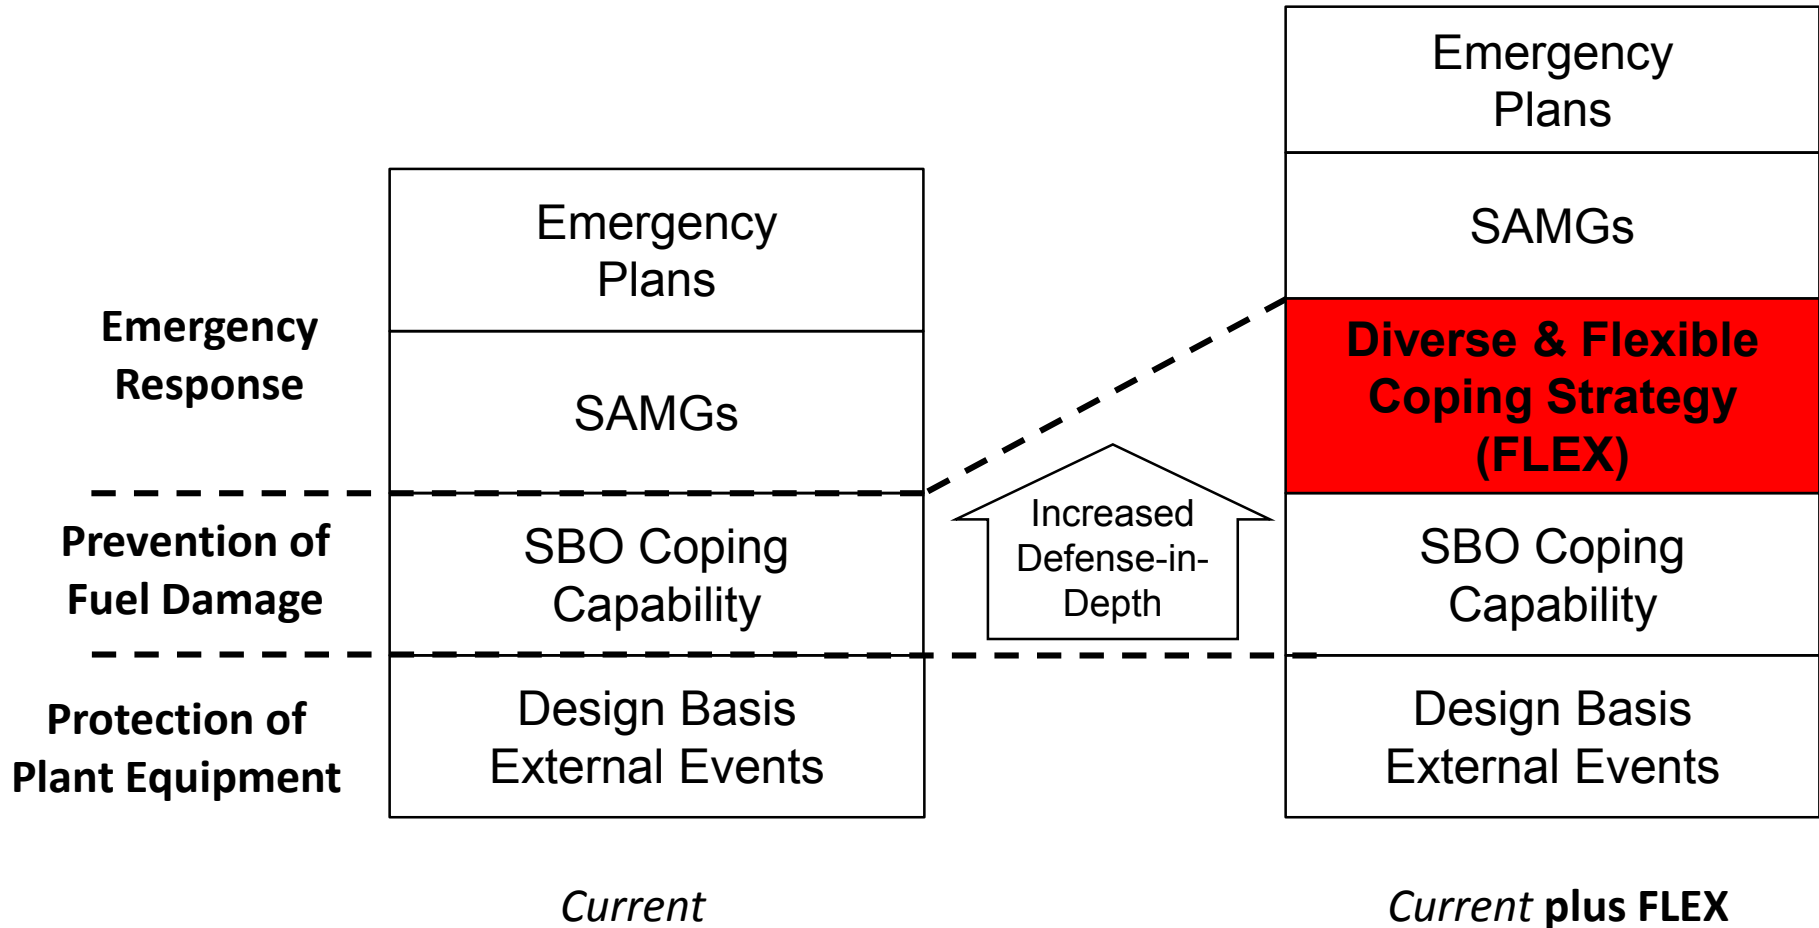 Emergency
Response
Prevention of
Fuel Damage
Protection of
Plant Equipment
Emergency
Plans
SAMGs
SBO Coping
Capability
Design Basis
External Events
Current
Increased
Defense-in-
Depth
Emergency
Plans
SAMGs
Diverse & Flexible
Coping Strategy
(FLEX)
SBO Coping
Capability
Design Basis
External Events
Current plus FLEX